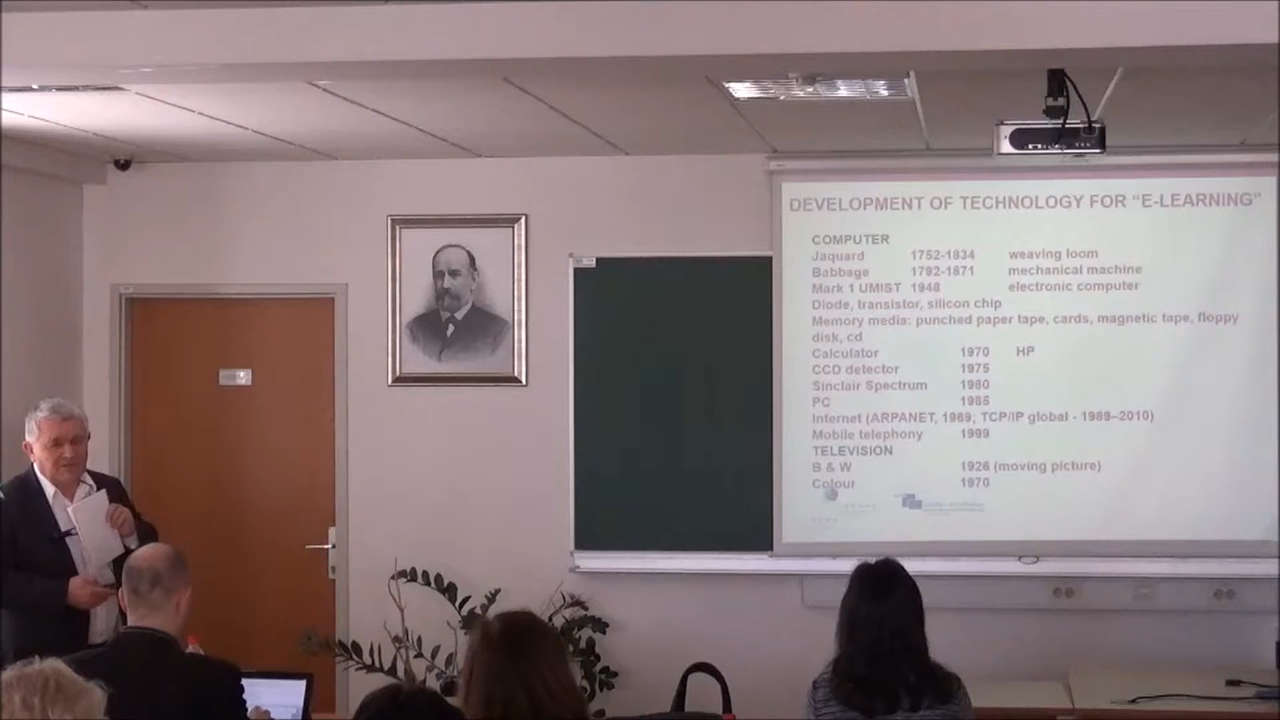 DEVELOPMENT OF TECHNOLOGY FOR “E-LEARNING”
COMPUTER
Jaquard 1752-1834 weaving loom
Babbage 1792-1871 mechanical machine
Mark 1 UMIST 1948 electronic computer
Diode, transistor, silicon chip
Memory media: punched paper tape, cards, magnetic tape, floppy
disk, cd
Calculator 1970 HP
CCD detector 1975
Sinclair Spectrum 1980
PC 1985
Internet (ARPANET, 1969; TCP/IP global - 1989–2010)
Mobile telephony 1999
TELEVISION
B & W 1926 (moving picture)
Colour 1970